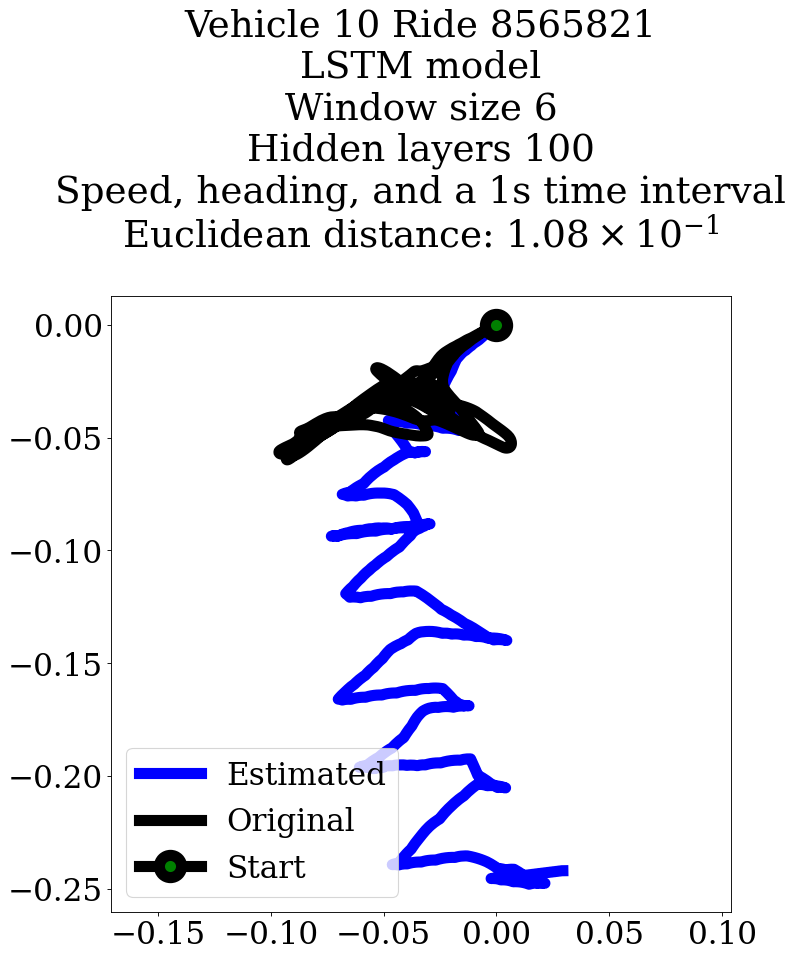 Vehicle 10 Ride 8565821
LSTM model
Window size 6
Hidden layers 100
Speed, heading, and a 1s time interval
Euclidean distance: 1.08 × 10⁻¹
0.00
−0.05
−0.10
−0.15
−0.20
−0.25
Estimated
Original
Start
−0.15 −0.10 −0.05 0.00 0.05 0.10